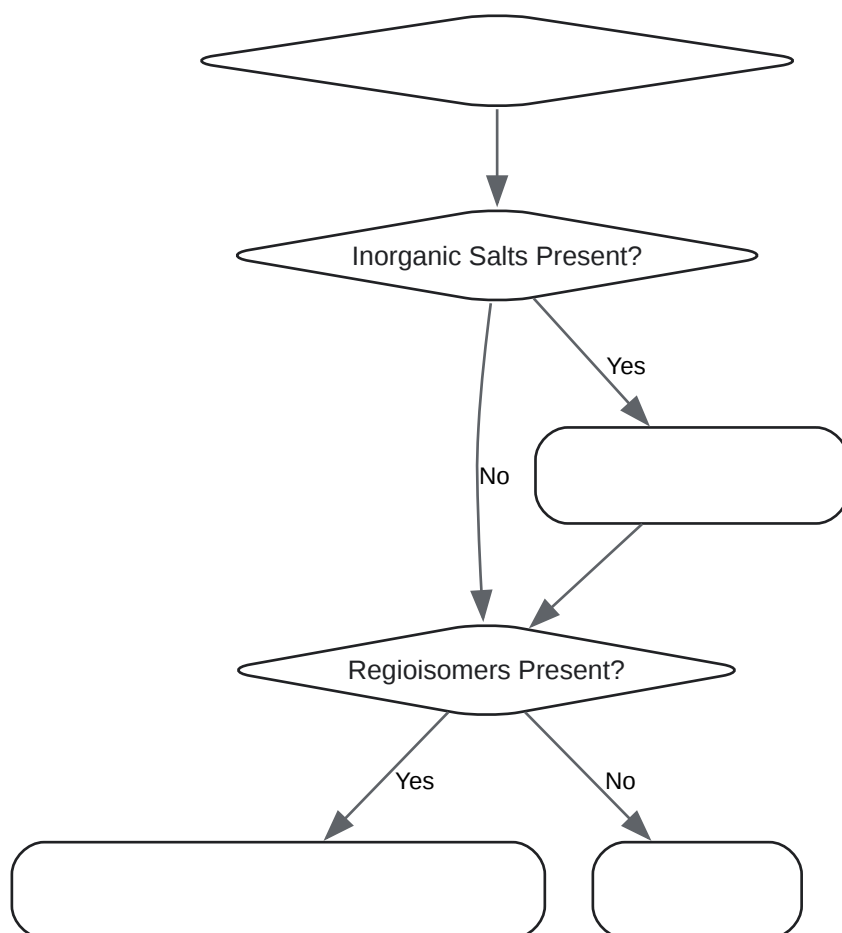 Inorganic Salts Present?
Yes
No
Regioisomers Present?
Yes
No